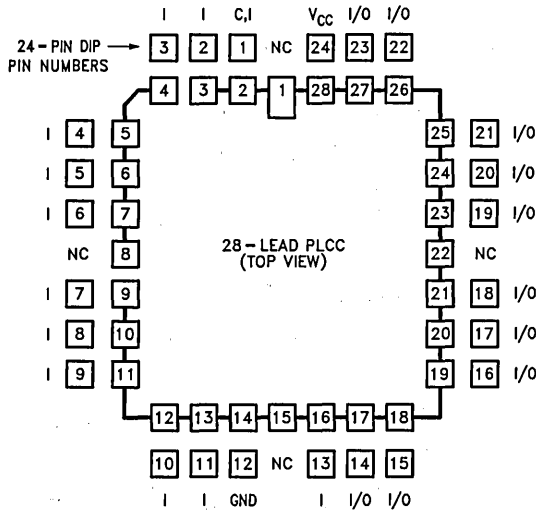 I I C,I VCC I/O I/O
24-PIN DIP PIN NUMBERS
3 2 1 NC 24 23 22
4 3 2 1 28 27 26
I 4 5 25 21 I/O
I 5 6 24 20 I/O
I 6 7 23 19 I/O
NC 8 22 NC
28-LEAD PLCC
(TOP VIEW)
I 7 9 21 18 I/O
I 8 10 20 17 I/O
I 9 11 19 16 I/O
12 13 14 15 16 17 18
10 11 12 NC 13 14 15
I I GND I I/O I/O